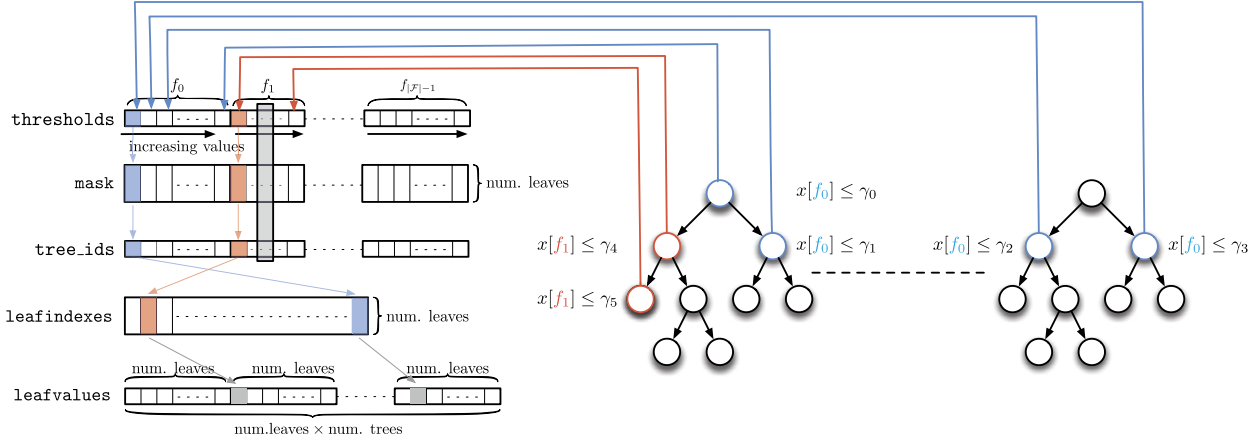 f₀ f₁ f_{|𝓕|−1}
thresholds
increasing values
mask
num. leaves
tree_ids
leafindexes
num. leaves
num. leaves num. leaves num. leaves
leafvalues
num.leaves × num. trees
x[f₀] ≤ γ₀
x[f₁] ≤ γ₄
x[f₀] ≤ γ₁
x[f₀] ≤ γ₂
x[f₀] ≤ γ₃
x[f₁] ≤ γ₅